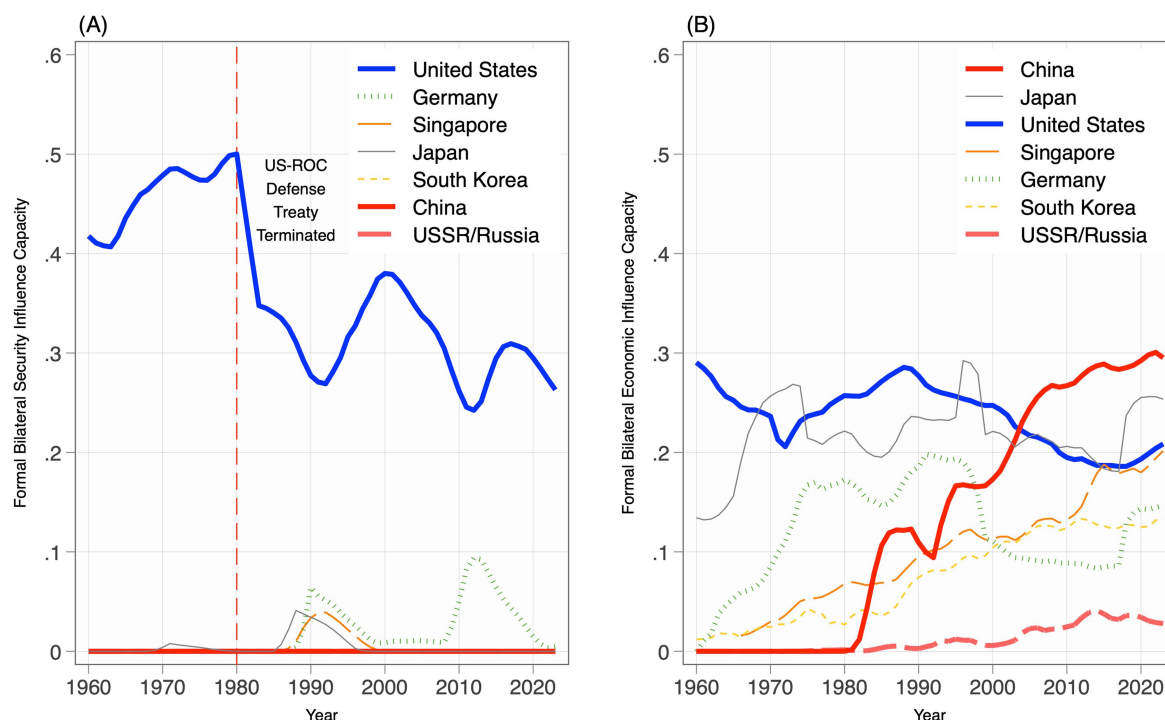 (A)
Formal Bilateral Security Influence Capacity
.6
.5
.4
.3
.2
.1
0
United States
Germany
Singapore
Japan
South Korea
China
USSR/Russia
US-ROC
Defense
Treaty
Terminated
1960 1970 1980 1990 2000 2010 2020
Year
(B)
Formal Bilateral Economic Influence Capacity
.6
.5
.4
.3
.2
.1
0
China
Japan
United States
Singapore
Germany
South Korea
USSR/Russia
1960 1970 1980 1990 2000 2010 2020
Year